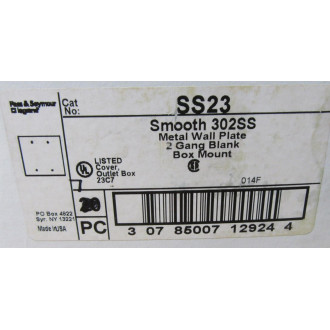 Pass & Seymour
legrand
Cat
No:
SS23
Smooth 302SS
Metal Wall Plate
2 Gang Blank
Box Mount
LISTED
Cover,
Outlet Box
23C7
014F
PO Box 4822
Syr. NY 13221
Made In USA
PC
3 07 85007 12924 4